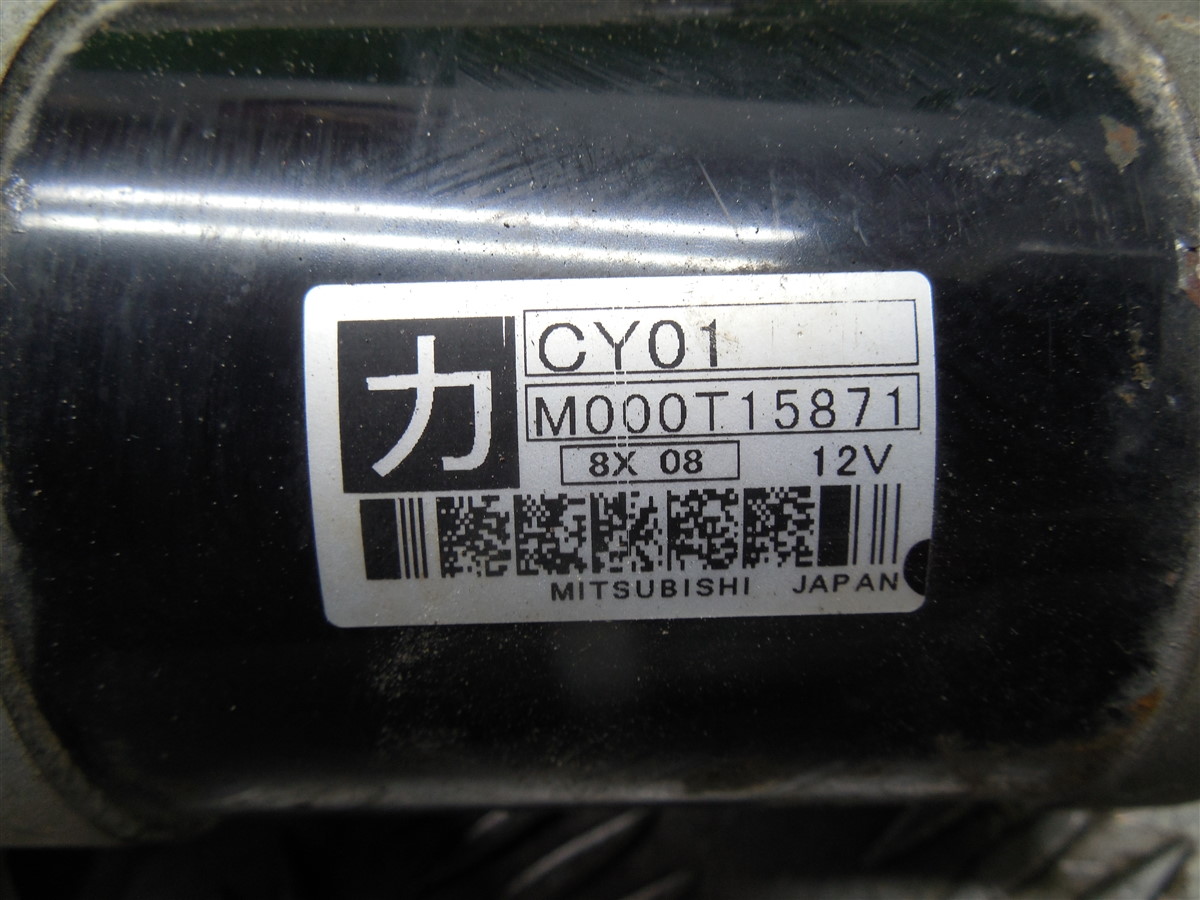 カ
CY01
M000T15871
8X 08 12V
MITSUBISHI JAPAN